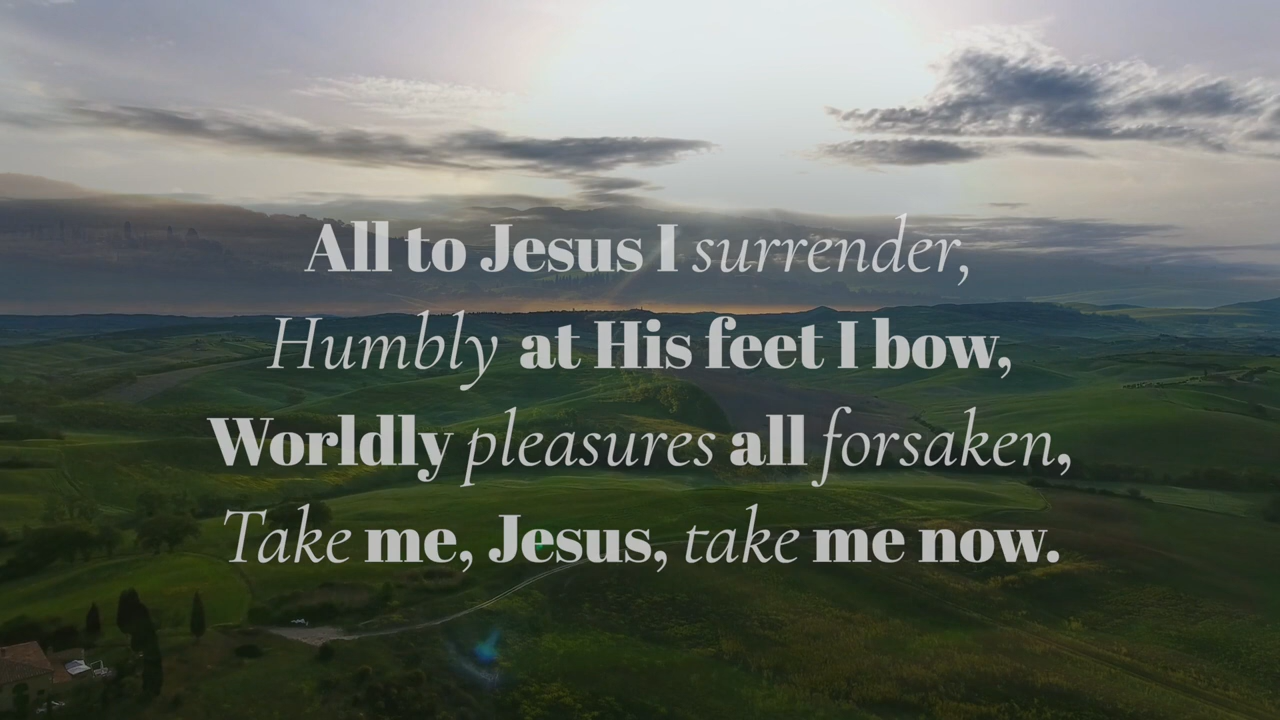 All to Jesus I surrender,
Humbly at His feet I bow,
Worldly pleasures all forsaken,
Take me, Jesus, take me now.